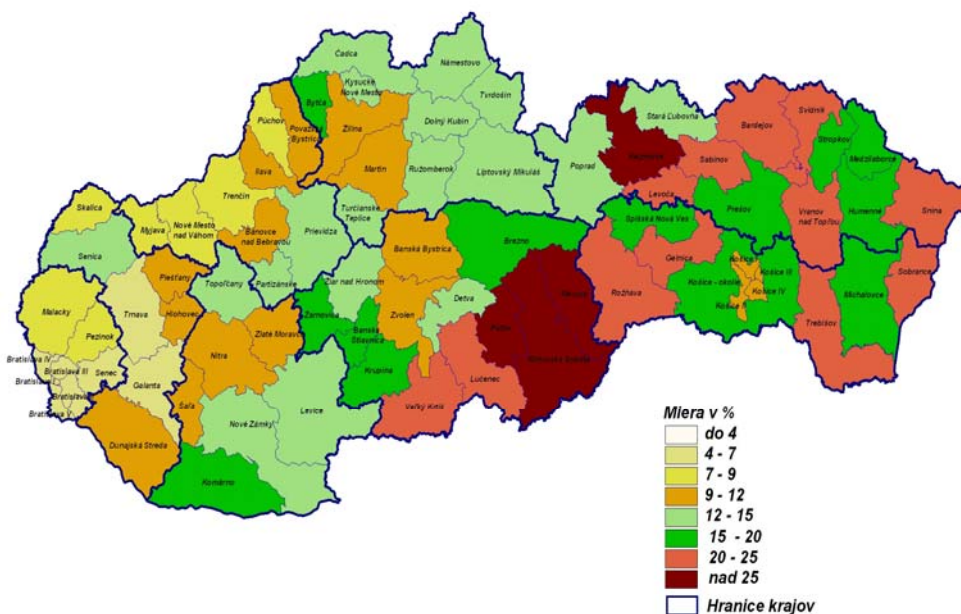 Čadca
Námestovo
Kysucké
Nové Mesto
Tvrdošín
Bytča
Púchov
Považská
Bystrica
Žilina
Dolný Kubín
Stará Ľubovňa
Svidník
Bardejov
Stropkov
Medzilaborce
Kežmarok
Ilava
Martin
Ružomberok
Liptovský Mikuláš
Poprad
Sabinov
Levoča
Trenčín
Turčianske
Teplice
Prešov
Vranov
nad Topľou
Humenné
Snina
Skalica
Myjava
Nové Mesto
nad Váhom
Bánovce
nad Bebravou
Prievidza
Spišská Nová Ves
Banská Bystrica
Brezno
Senica
Gelnica
Košice III
Sobrance
Piešťany
Topoľčany
Partizánske
Žiar nad Hronom
Košice - okolie
Košice IV
Michalovce
Rožňava
Košice II
Malacky
Trnava
Hlohovec
Zlaté Moravce
Žarnovica
Zvolen
Detva
Poltár
Trebišov
Pezinok
Banská
Štiavnica
Nitra
Rimavská Sobota
Bratislava IV
Bratislava III
Senec
Krupina
Lučenec
Galanta
Bratislava V
Levice
Veľký Krtíš
Šaľa
Nové Zámky
Dunajská Streda
Komárno
Miera v %
do 4
4 - 7
7 - 9
9 - 12
12 - 15
15 - 20
20 - 25
nad 25
Hranice krajov